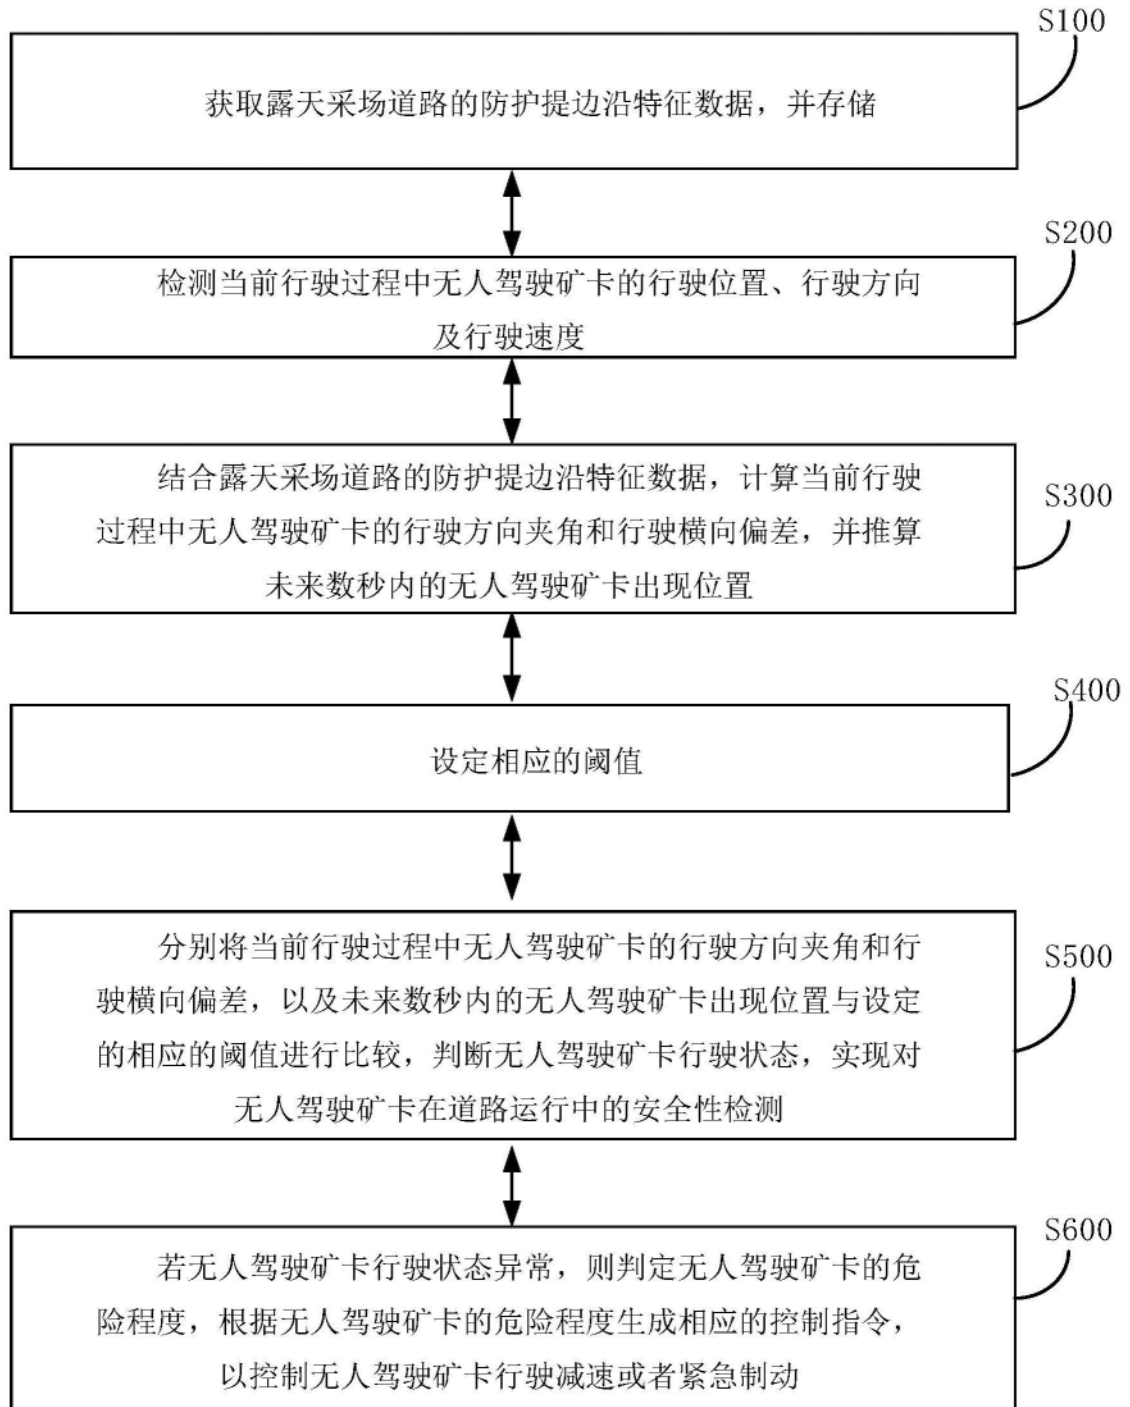 S100
获取露天采场道路的防护提边沿特征数据，并存储
S200
检测当前行驶过程中无人驾驶矿卡的行驶位置、行驶方向
及行驶速度
S300
结合露天采场道路的防护提边沿特征数据，计算当前行驶
过程中无人驾驶矿卡的行驶方向夹角和行驶横向偏差，并推算
未来数秒内的无人驾驶矿卡出现位置
S400
设定相应的阈值
S500
分别将当前行驶过程中无人驾驶矿卡的行驶方向夹角和行
驶横向偏差，以及未来数秒内的无人驾驶矿卡出现位置与设定
的相应的阈值进行比较，判断无人驾驶矿卡行驶状态，实现对
无人驾驶矿卡在道路运行中的安全性检测
S600
若无人驾驶矿卡行驶状态异常，则判定无人驾驶矿卡的危
险程度，根据无人驾驶矿卡的危险程度生成相应的控制指令，
以控制无人驾驶矿卡行驶减速或者紧急制动